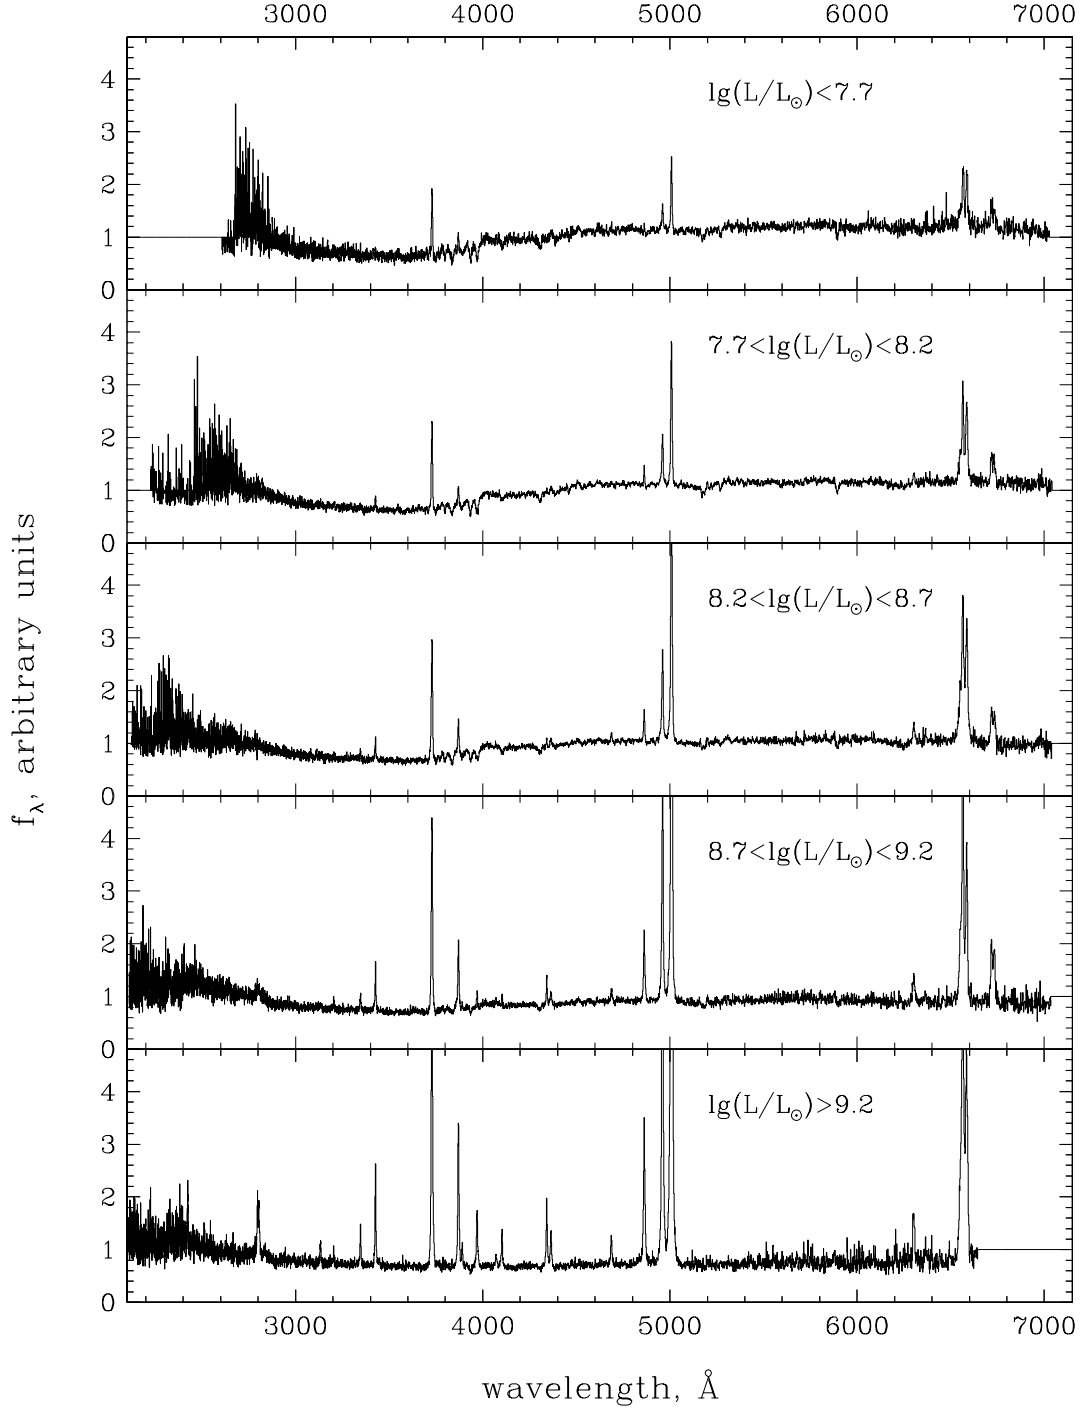 3000 4000 5000 6000 7000
lg(L/L☉)<7.7
4
3
2
1
0
7.7<lg(L/L☉)<8.2
4
3
2
1
0
8.2<lg(L/L☉)<8.7
4
3
2
1
0
8.7<lg(L/L☉)<9.2
4
3
2
1
0
lg(L/L☉)>9.2
4
3
2
1
0
fλ, arbitrary units
3000 4000 5000 6000 7000
wavelength, Å